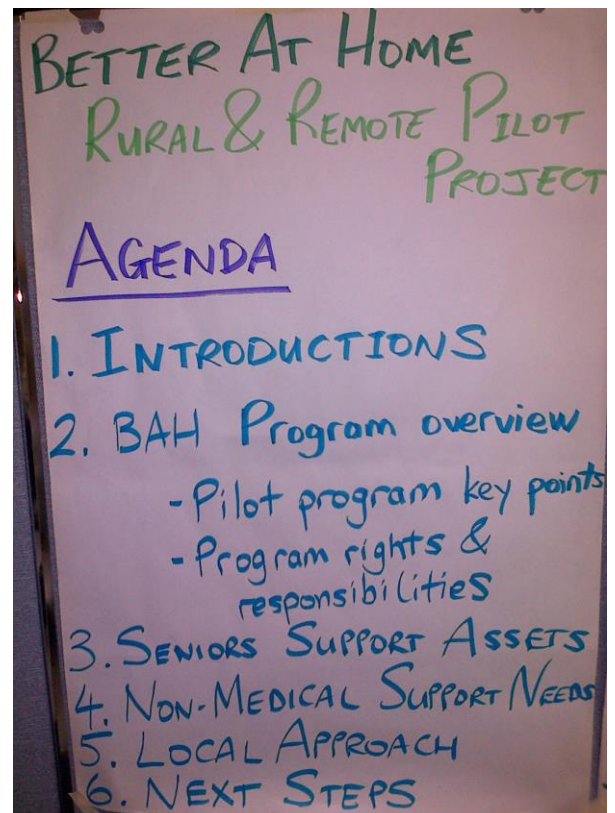 BETTER AT HOME
RURAL & REMOTE PILOT
PROJECT
AGENDA
1. INTRODUCTIONS
2. BAH Program overview
- Pilot program key points
- Program rights &
responsibilities
3. SENIORS SUPPORT ASSETS
4. NON-MEDICAL SUPPORT NEEDS
5. LOCAL APPROACH
6. NEXT STEPS